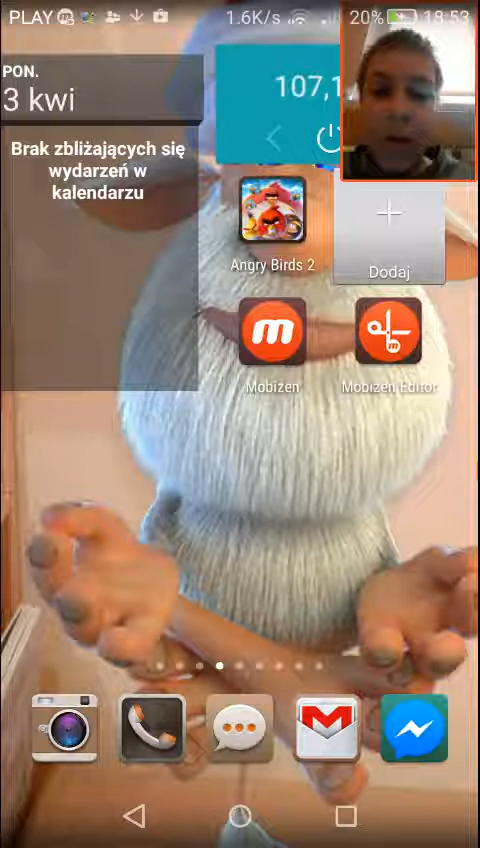 PLAY 1.6K/s 20% 18:53
PON.
3 kwi
107,1
Brak zbliżających się
wydarzeń w
kalendarzu
Angry Birds 2
Dodaj
Mobizen
Mobizen Editor